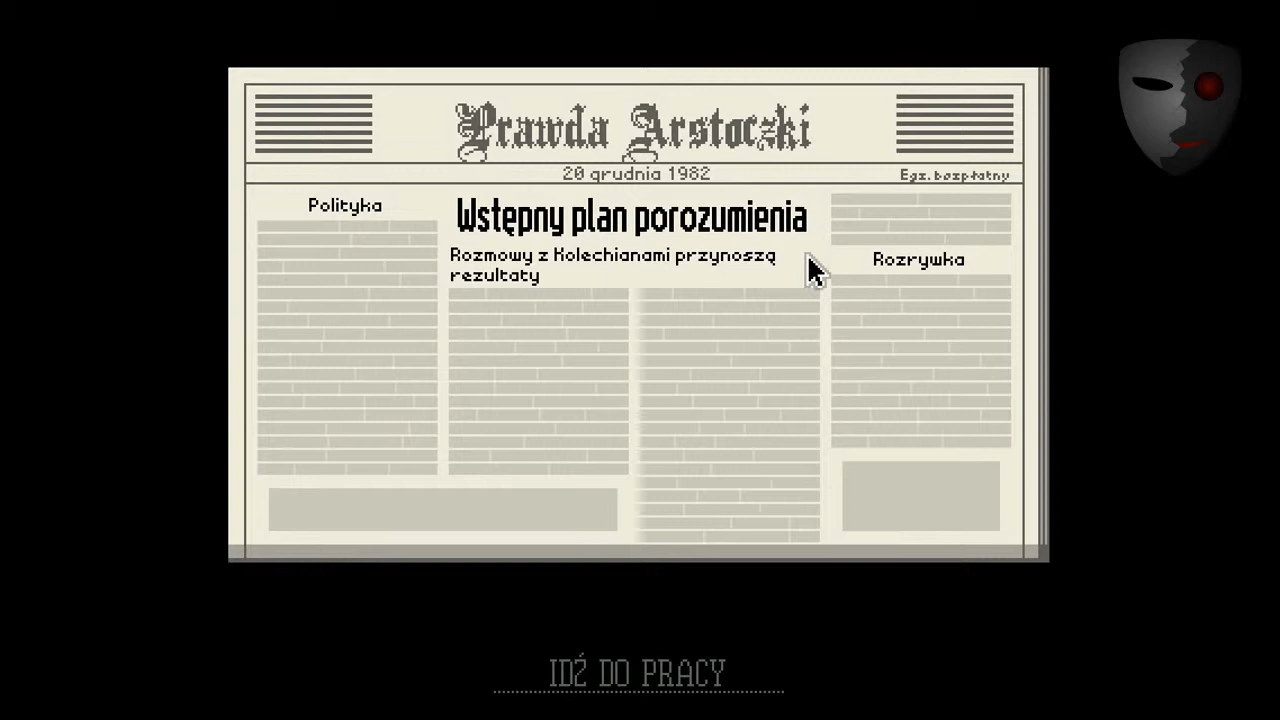 Prawda Arstoczki
20 grudnia 1982
Egz. bezpłatny
Polityka
Wstępny plan porozumienia
Rozmowy z Kolechianami przynoszą
rezultaty
Rozrywka
IDŹ DO PRACY